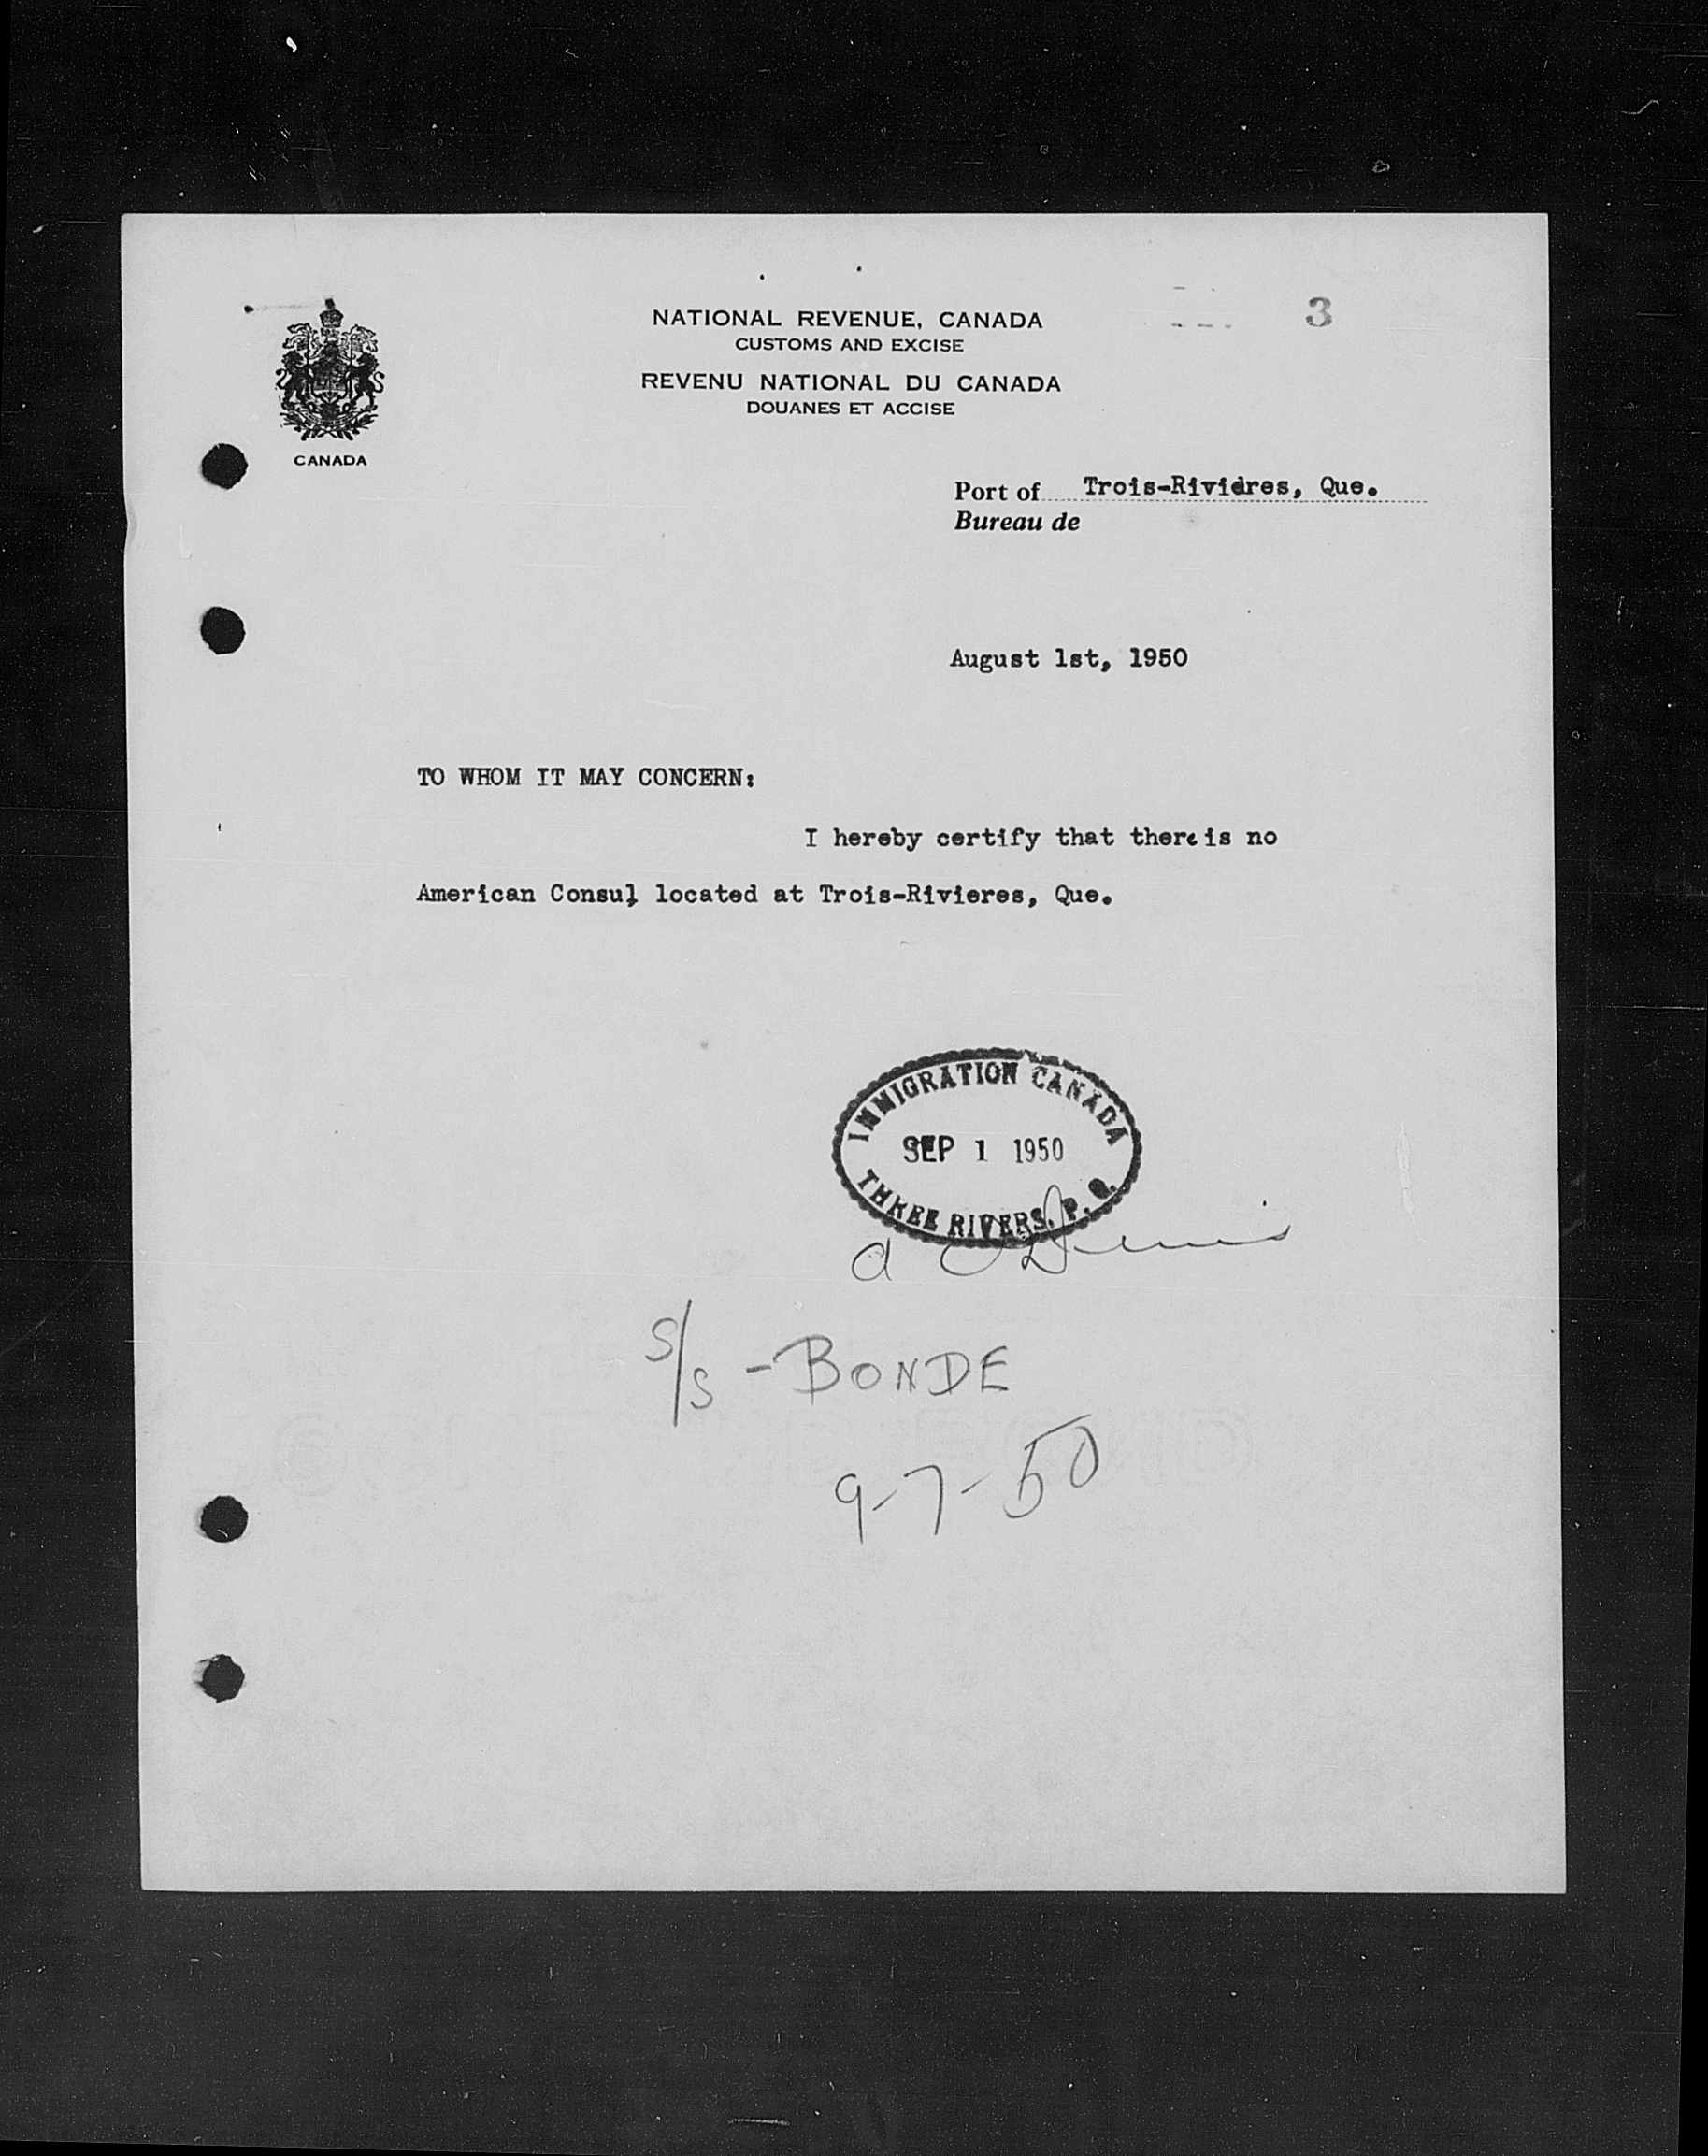 NATIONAL REVENUE, CANADA
CUSTOMS AND EXCISE
REVENU NATIONAL DU CANADA
DOUANES ET ACCISE
3
CANADA
Port of Trois-Rivières, Que.
Bureau de
August 1st, 1950
TO WHOM IT MAY CONCERN:
I hereby certify that there is no
American Consul located at Trois-Rivieres, Que.
IMMIGRATION CANADA
SEP 1 1950
THREE RIVERS, P. Q.
S/S - BONDE
9-7-50